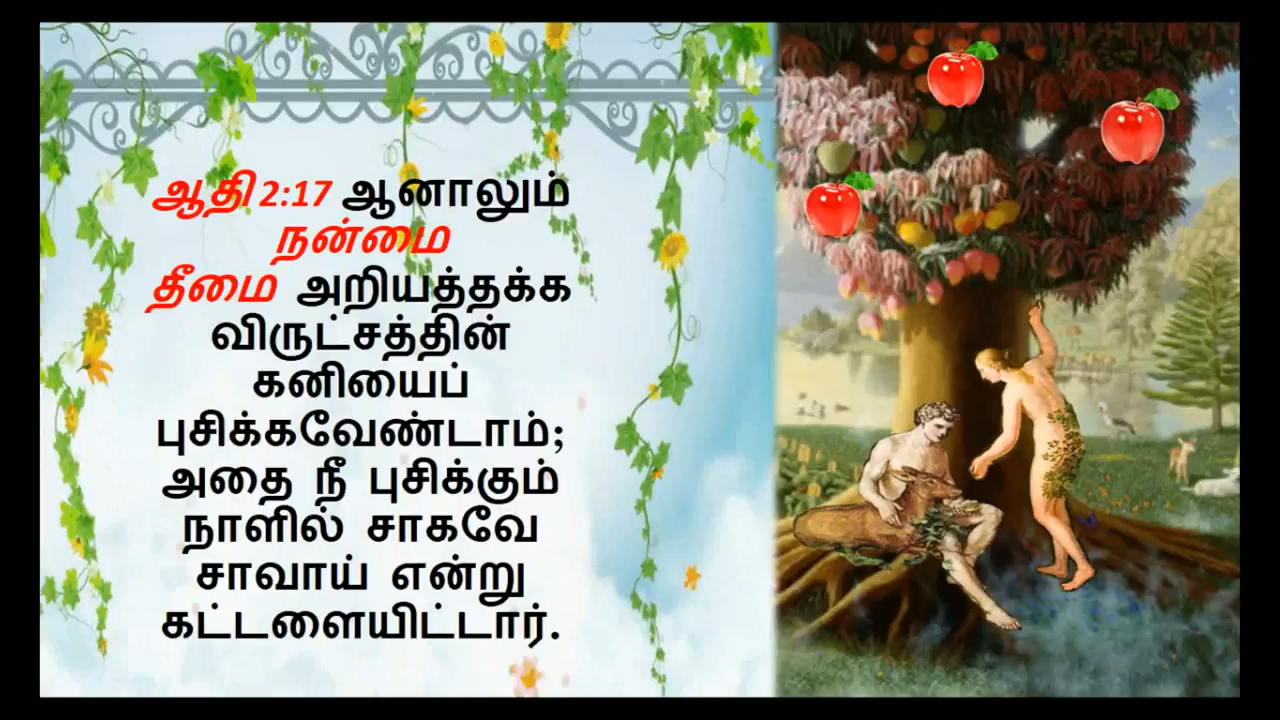 ஆதி 2:17 ஆனாலும்
நன்மை
தீமை அறியத்தக்க
விருட்சத்தின்
கனியைப்
புசிக்கவேண்டாம்;
அதை நீ புசிக்கும்
நாளில் சாகவே
சாவாய் என்று
கட்டளையிட்டார்.